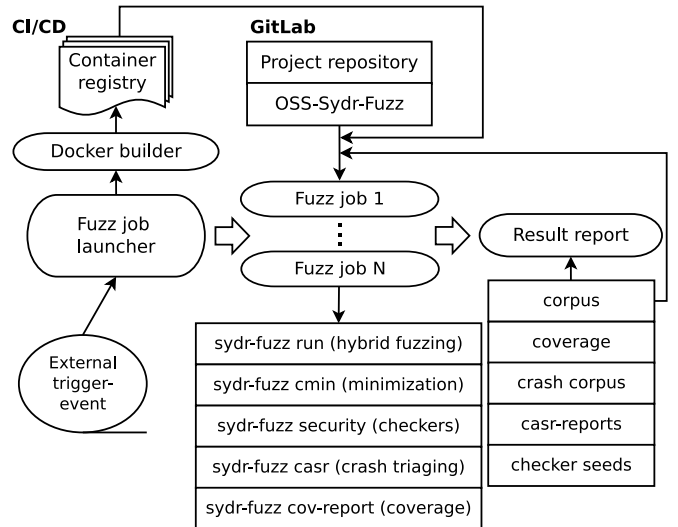 CI/CD
Container
registry
Docker builder
Fuzz job
launcher
External
trigger-
event
GitLab
Project repository
OSS-Sydr-Fuzz
Fuzz job 1
Fuzz job N
sydr-fuzz run (hybrid fuzzing)
sydr-fuzz cmin (minimization)
sydr-fuzz security (checkers)
sydr-fuzz casr (crash triaging)
sydr-fuzz cov-report (coverage)
Result report
corpus
coverage
crash corpus
casr-reports
checker seeds